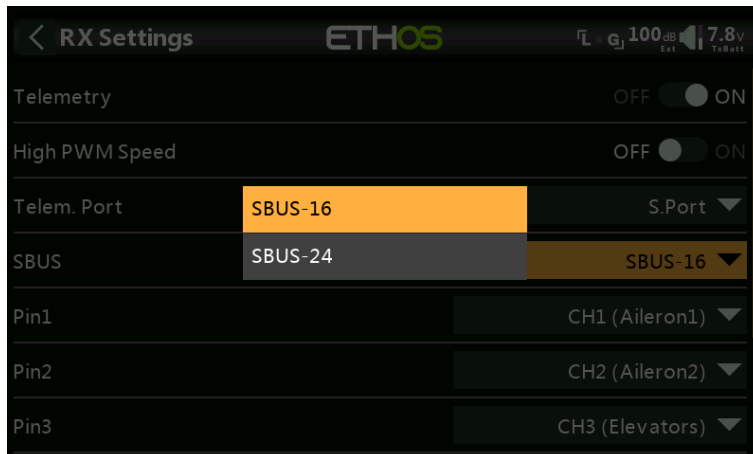 RX Settings ETHOS L G 100dB Ext 7.8V TxBatt
Telemetry OFF ON
High PWM Speed OFF ON
Telem. Port S.Port
SBUS-16
SBUS-24
SBUS SBUS-16
Pin1 CH1 (Aileron1)
Pin2 CH2 (Aileron2)
Pin3 CH3 (Elevators)